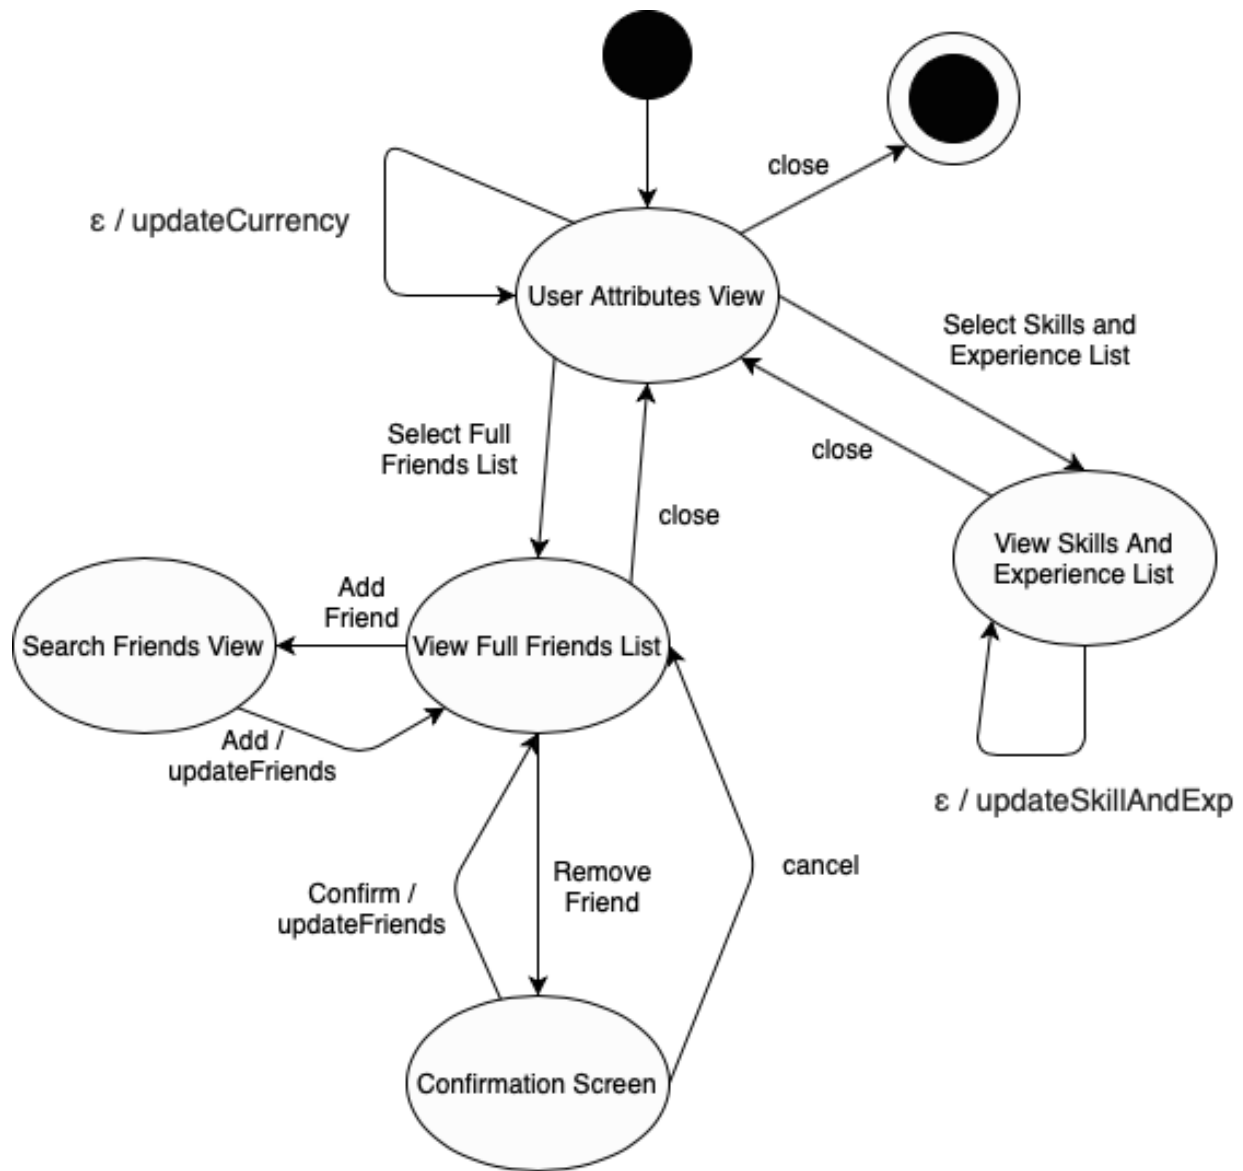 close
ε / updateCurrency
User Attributes View
Select Skills and
Experience List
Select Full
Friends List
close
close
View Skills And
Experience List
Add
Friend
Search Friends View
View Full Friends List
Add /
updateFriends
ε / updateSkillAndExp
Remove
Friend
cancel
Confirm /
updateFriends
Confirmation Screen